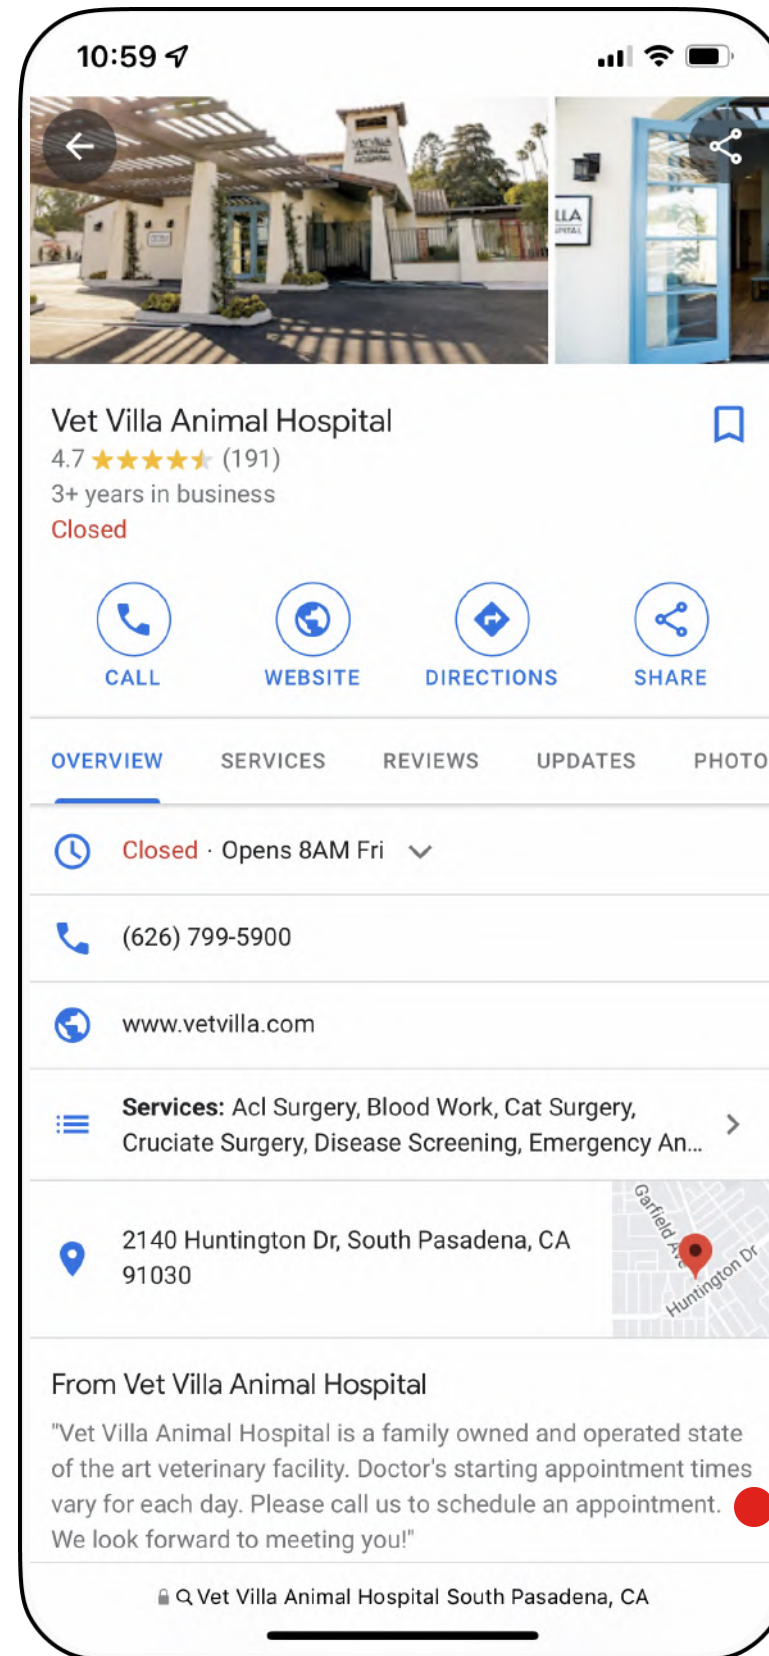 10:59
VETVILLA
ANIMAL
HOSPITAL
LLA
PITAL
Vet Villa Animal Hospital
4.7 (191)
3+ years in business
Closed
CALL WEBSITE DIRECTIONS SHARE
OVERVIEW SERVICES REVIEWS UPDATES PHOTO
Closed · Opens 8AM Fri
(626) 799-5900
www.vetvilla.com
Services: Acl Surgery, Blood Work, Cat Surgery,
Cruciate Surgery, Disease Screening, Emergency An...
2140 Huntington Dr, South Pasadena, CA
91030
Garfield Ave
Huntington Dr
From Vet Villa Animal Hospital
"Vet Villa Animal Hospital is a family owned and operated state
of the art veterinary facility. Doctor's starting appointment times
vary for each day. Please call us to schedule an appointment.
We look forward to meeting you!"
Vet Villa Animal Hospital South Pasadena, CA